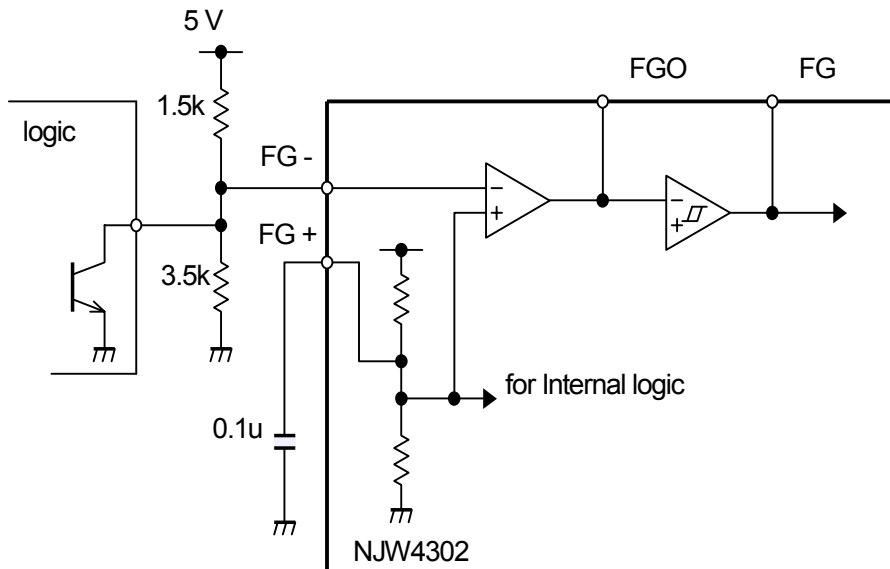 5 V
FGO
FG
1.5k
logic
FG -
−
+
−
+
FG +
3.5k
for Internal logic
0.1u
NJW4302